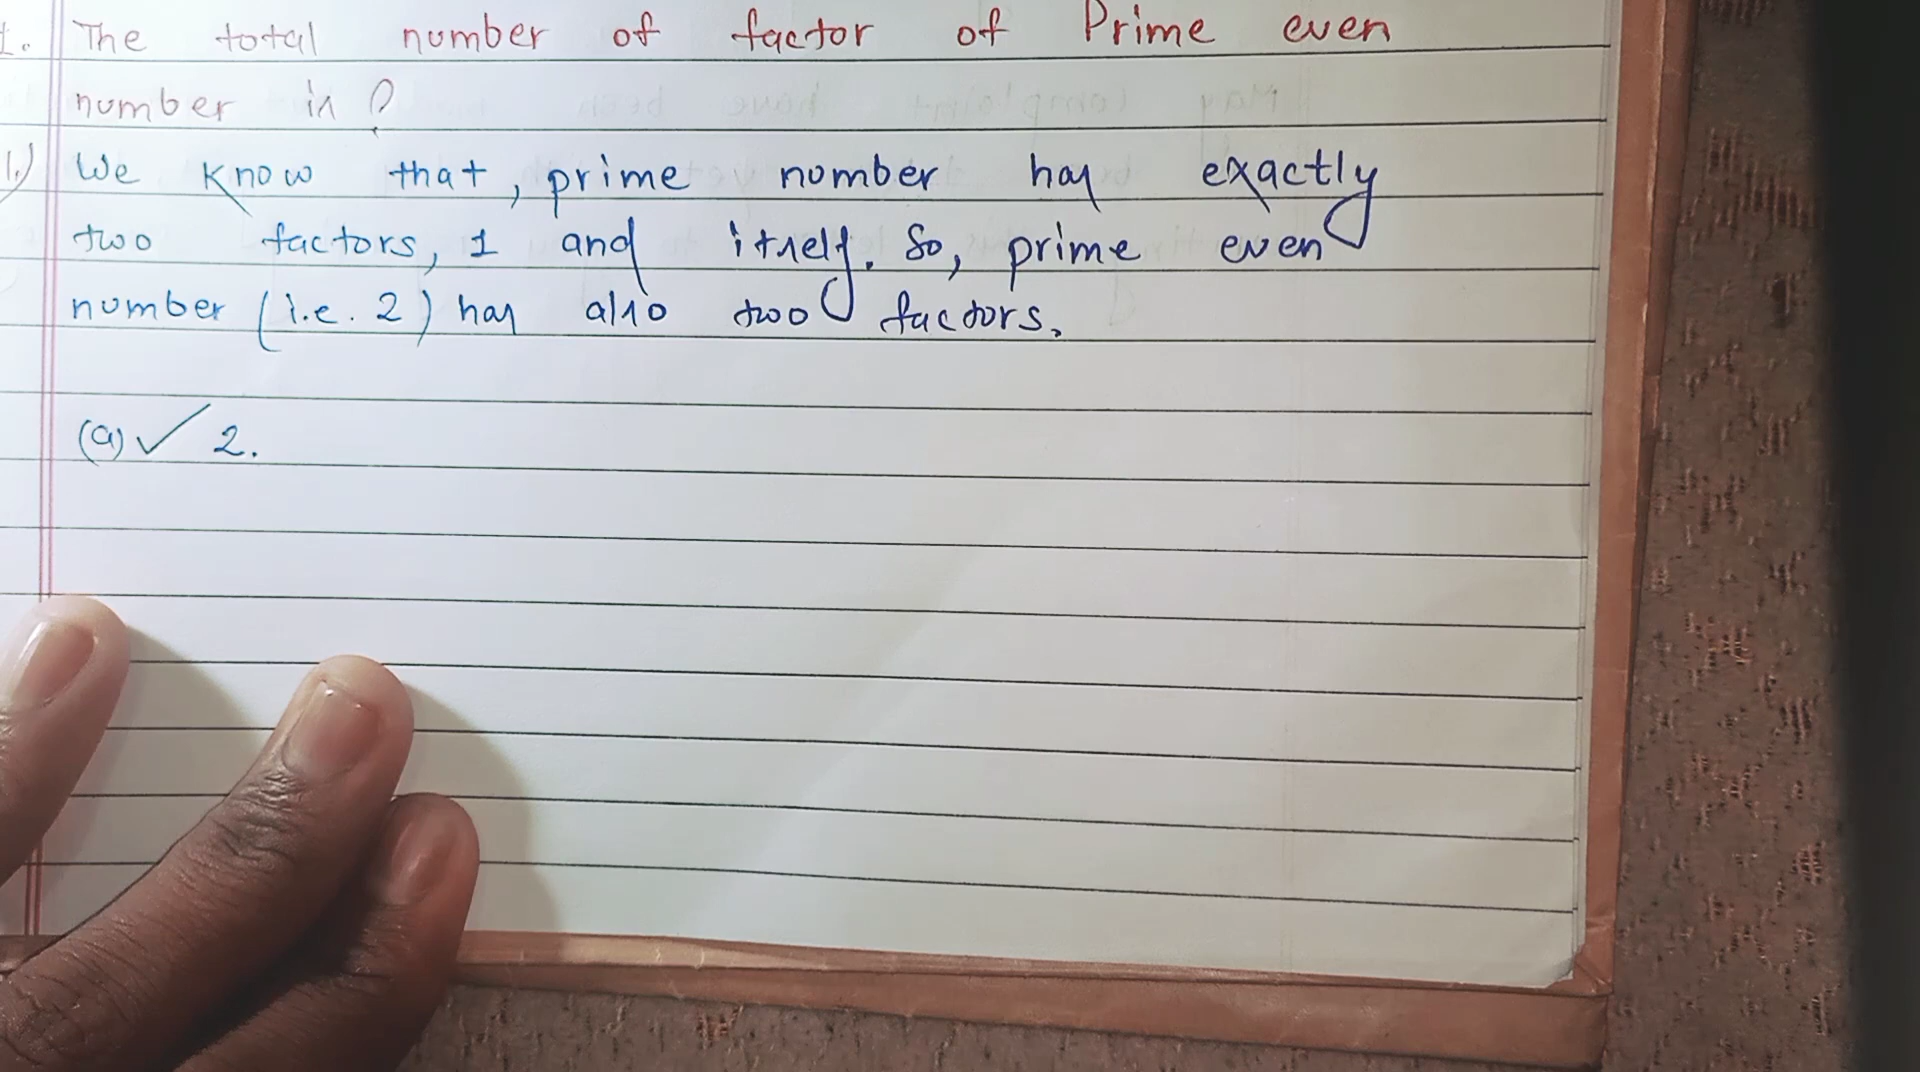 1. The total number of factor of Prime even
number is ?
1.) We know that, prime number has exactly
two factors, 1 and itself. So, prime even
number (i.e. 2) has also two factors.
(a) ✓ 2.